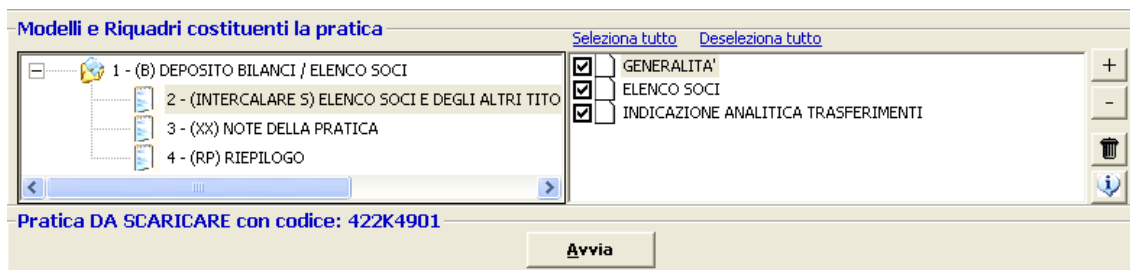 Modelli e Riquadri costituenti la pratica
Seleziona tutto Deseleziona tutto
1 - (B) DEPOSITO BILANCI / ELENCO SOCI
2 - (INTERCALARE S) ELENCO SOCI E DEGLI ALTRI TITO
3 - (XX) NOTE DELLA PRATICA
4 - (RP) RIEPILOGO
GENERALITA'
ELENCO SOCI
INDICAZIONE ANALITICA TRASFERIMENTI
+
-
Pratica DA SCARICARE con codice: 422K4901
Avvia